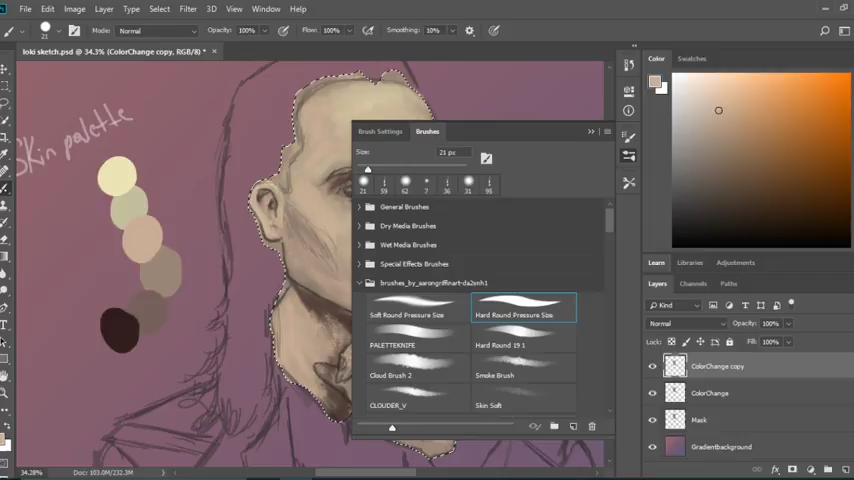 File Edit Image Layer Type Select Filter 3D View Window Help
21 Mode: Normal Opacity: 100% Flow: 100% Smoothing: 10%
loki sketch.psd @ 34.3% (ColorChange copy, RGB/8) * ×
Skin palette
Brush Settings Brushes
Size: 21 px
21 59 62 7 36 31 95
General Brushes
Dry Media Brushes
Wet Media Brushes
Special Effects Brushes
brushes_by_aarongriffinart-da2smh1
Soft Round Pressure Size Hard Round Pressure Size
PALETTEKNIFE Hard Round 19 1
Cloud Brush 2 Smoke Brush
CLOUDER_V Skin Soft
Color Swatches
Learn Libraries Adjustments
Layers Channels Paths
Kind
Normal Opacity: 100%
Lock: Fill: 100%
ColorChange copy
ColorChange
Mask
Gradientbackground
fx
34.28% Doc: 103.0M/232.3M